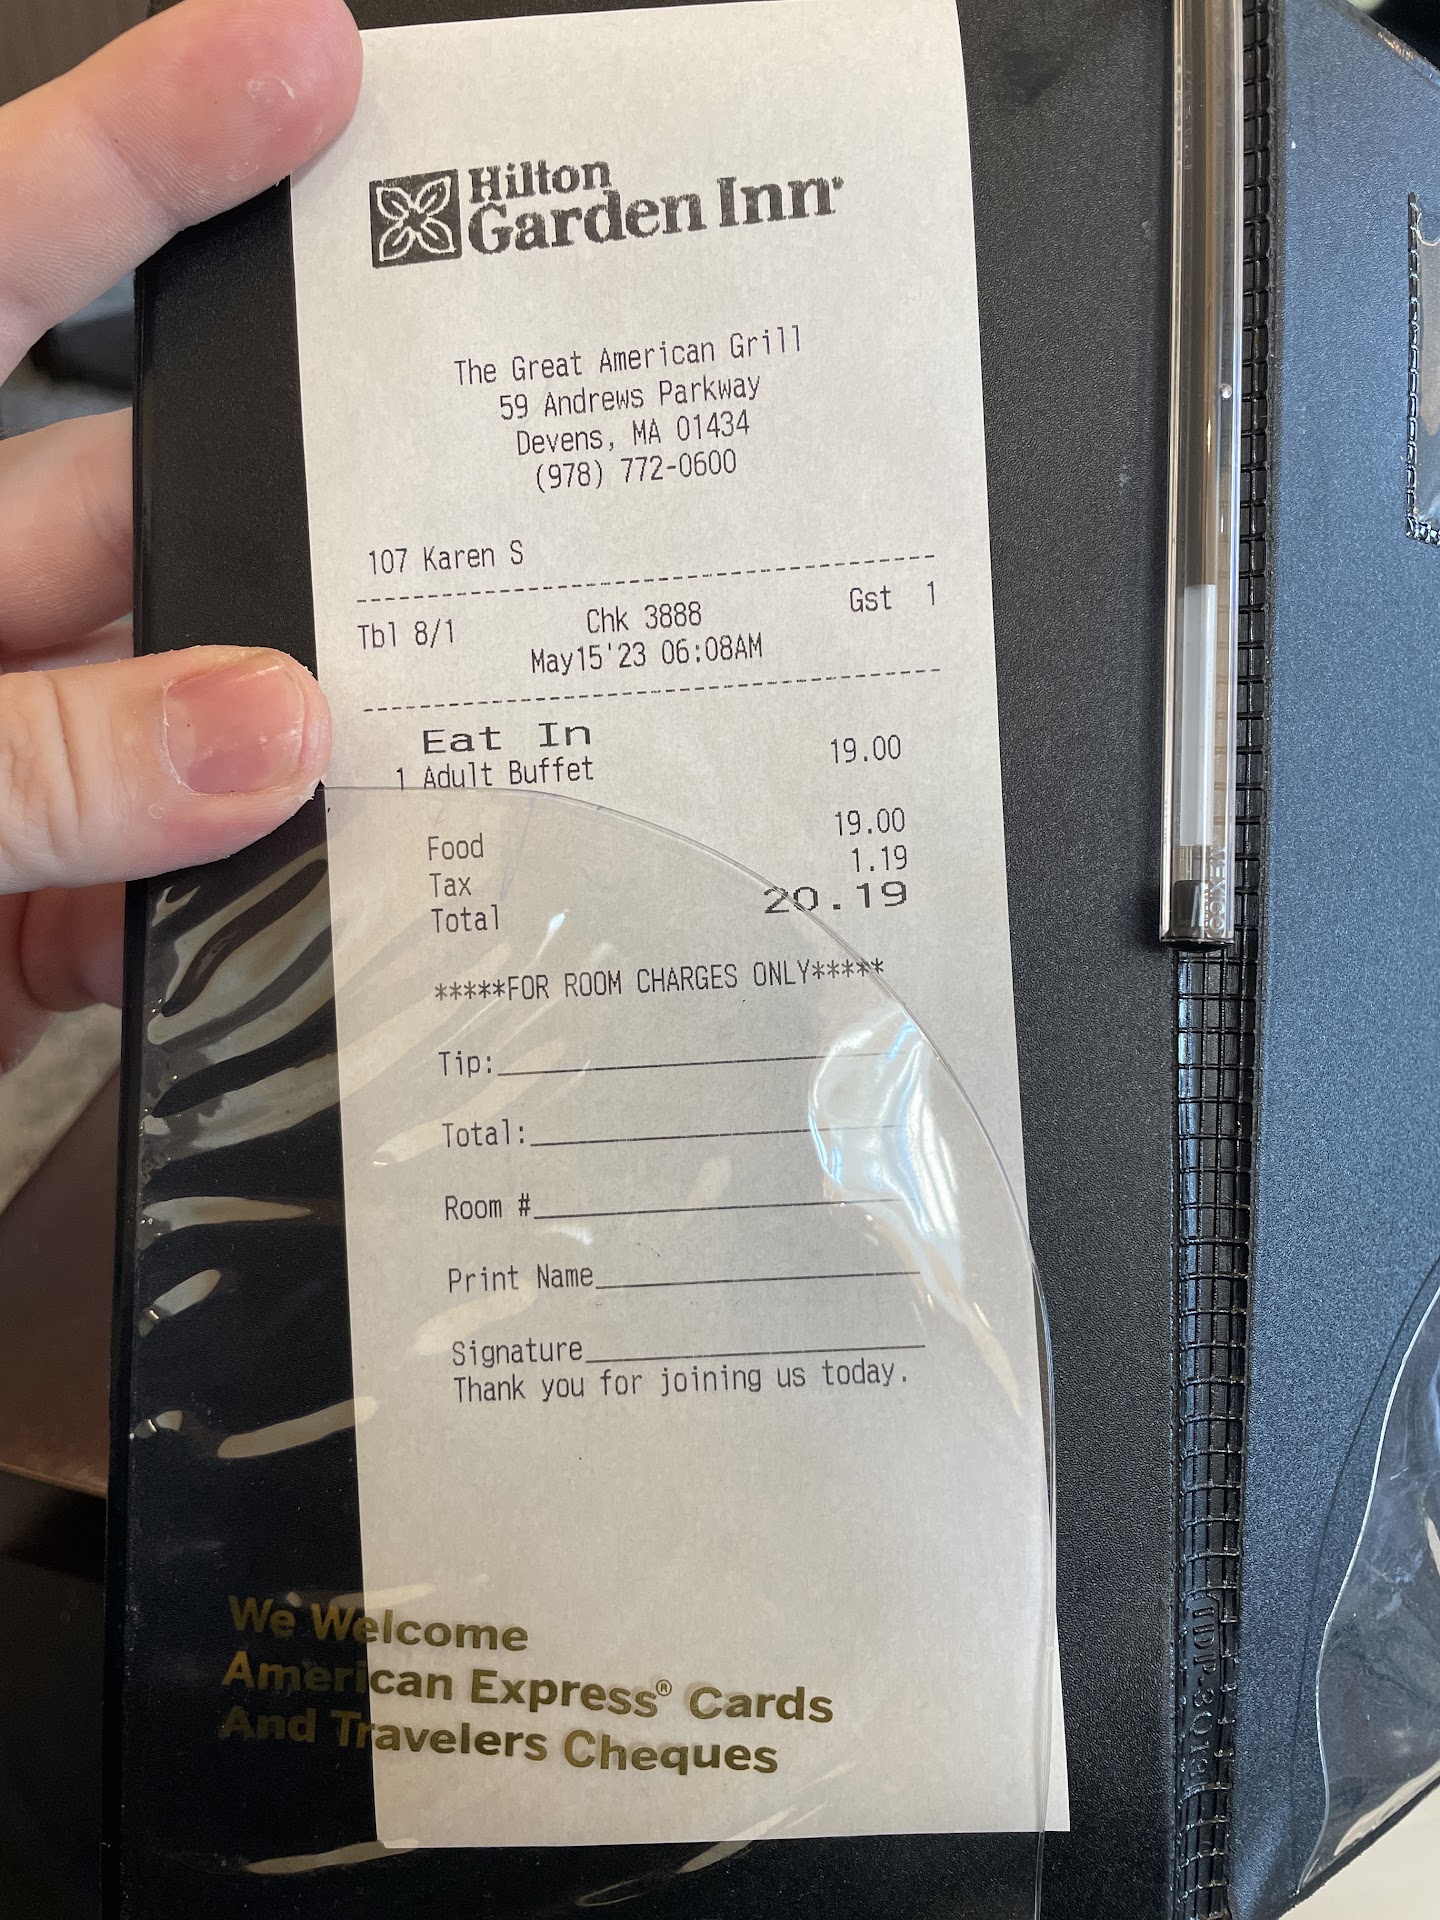 Hilton
Garden Inn®
The Great American Grill
59 Andrews Parkway
Devens, MA 01434
(978) 772-0600
107 Karen S
Tbl 8/1 Chk 3888 Gst 1
May15'23 06:08AM
Eat In
1 Adult Buffet 19.00
Food 19.00
Tax 1.19
Total 20.19
*****FOR ROOM CHARGES ONLY*****
Tip:
Total:
Room #
Print Name
Signature
Thank you for joining us today.
We Welcome
American Express® Cards
And Travelers Cheques
MEXICO